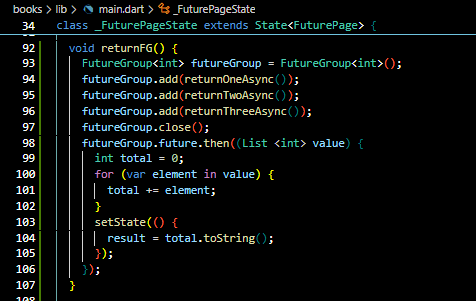 books > lib > main.dart > _FuturePageState
34 class _FuturePageState extends State<FuturePage> {
92 void returnFG() {
93 FutureGroup<int> futureGroup = FutureGroup<int>();
94 futureGroup.add(returnOneAsync());
95 futureGroup.add(returnTwoAsync());
96 futureGroup.add(returnThreeAsync());
97 futureGroup.close();
98 futureGroup.future.then((List <int> value) {
99 int total = 0;
100 for (var element in value) {
101 total += element;
102 }
103 setState(() {
104 result = total.toString();
105 });
106 });
107 }
108